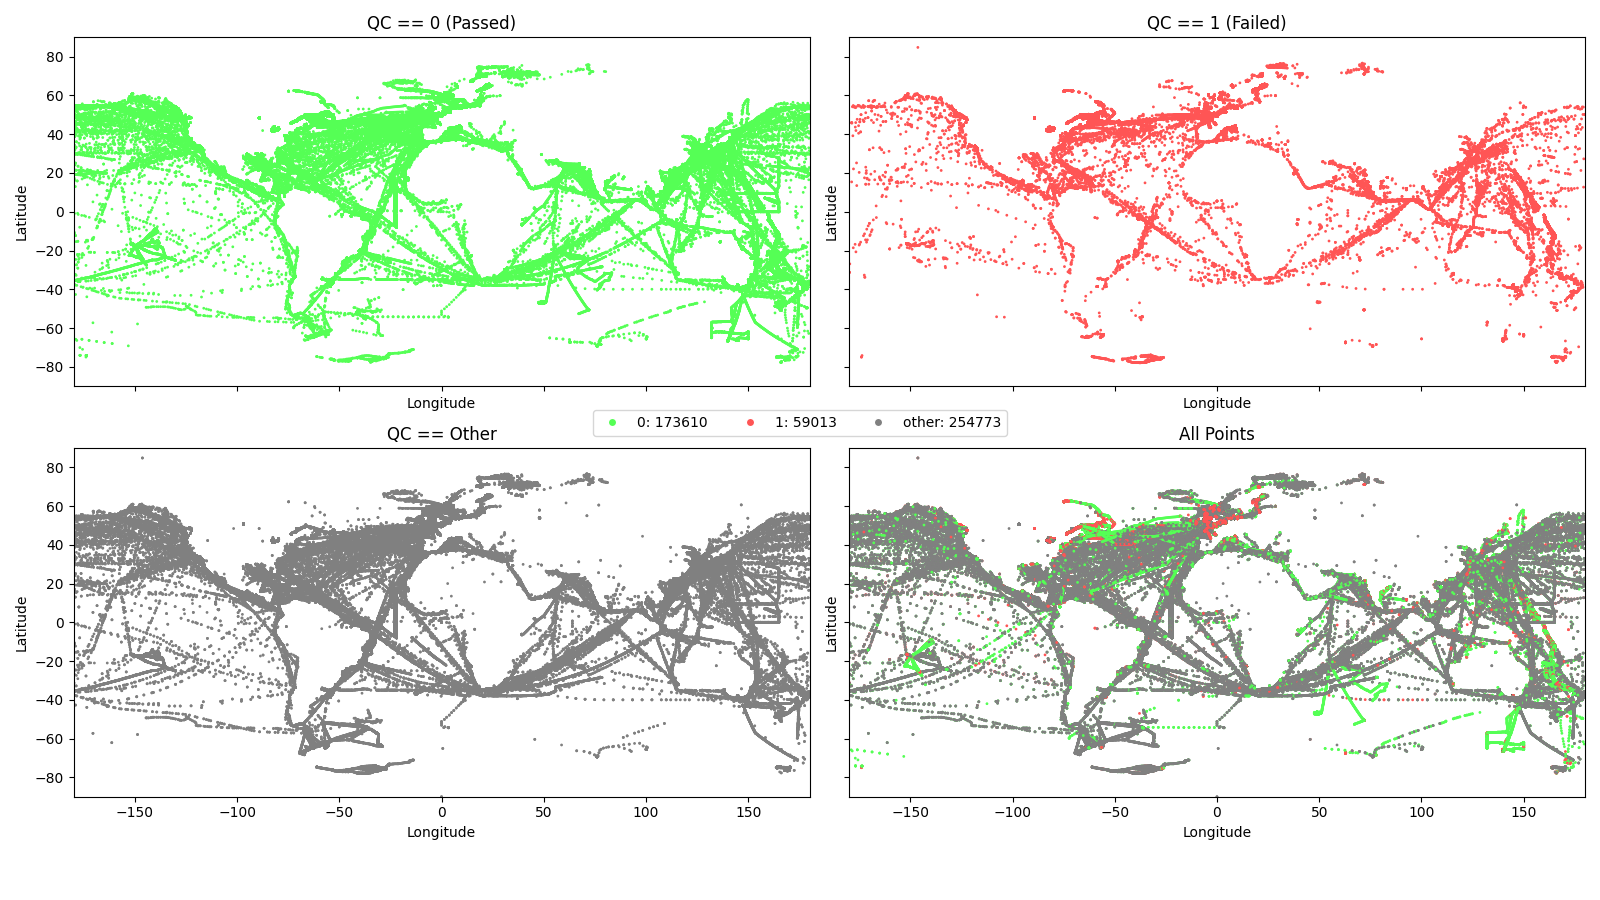 QC == 0 (Passed)
QC == 1 (Failed)
80
60
40
20
0
−20
−40
−60
−80
Latitude
Latitude
Longitude
Longitude
0: 173610 1: 59013 other: 254773
QC == Other
All Points
80
60
40
20
0
−20
−40
−60
−80
Latitude
Latitude
−150 −100 −50 0 50 100 150
−150 −100 −50 0 50 100 150
Longitude
Longitude